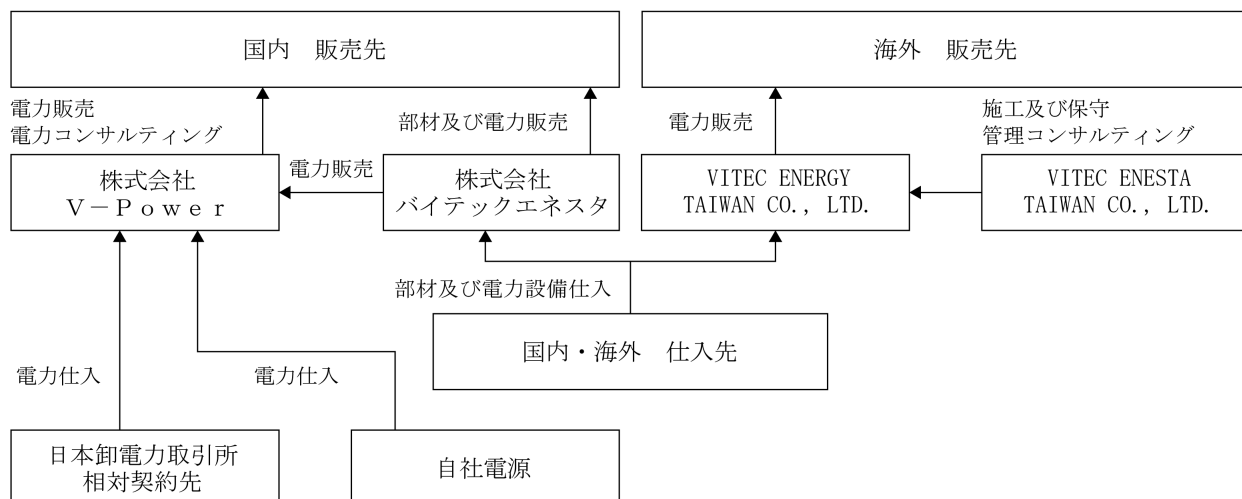 国内　販売先
海外　販売先
電力販売
電力コンサルティング
部材及び電力販売
電力販売
施工及び保守
管理コンサルティング
株式会社
Ｖ－Ｐｏｗｅｒ
電力販売
株式会社
バイテックエネスタ
VITEC ENERGY
TAIWAN CO., LTD.
VITEC ENESTA
TAIWAN CO., LTD.
部材及び電力設備仕入
国内・海外　仕入先
電力仕入
電力仕入
日本卸電力取引所
相対契約先
自社電源